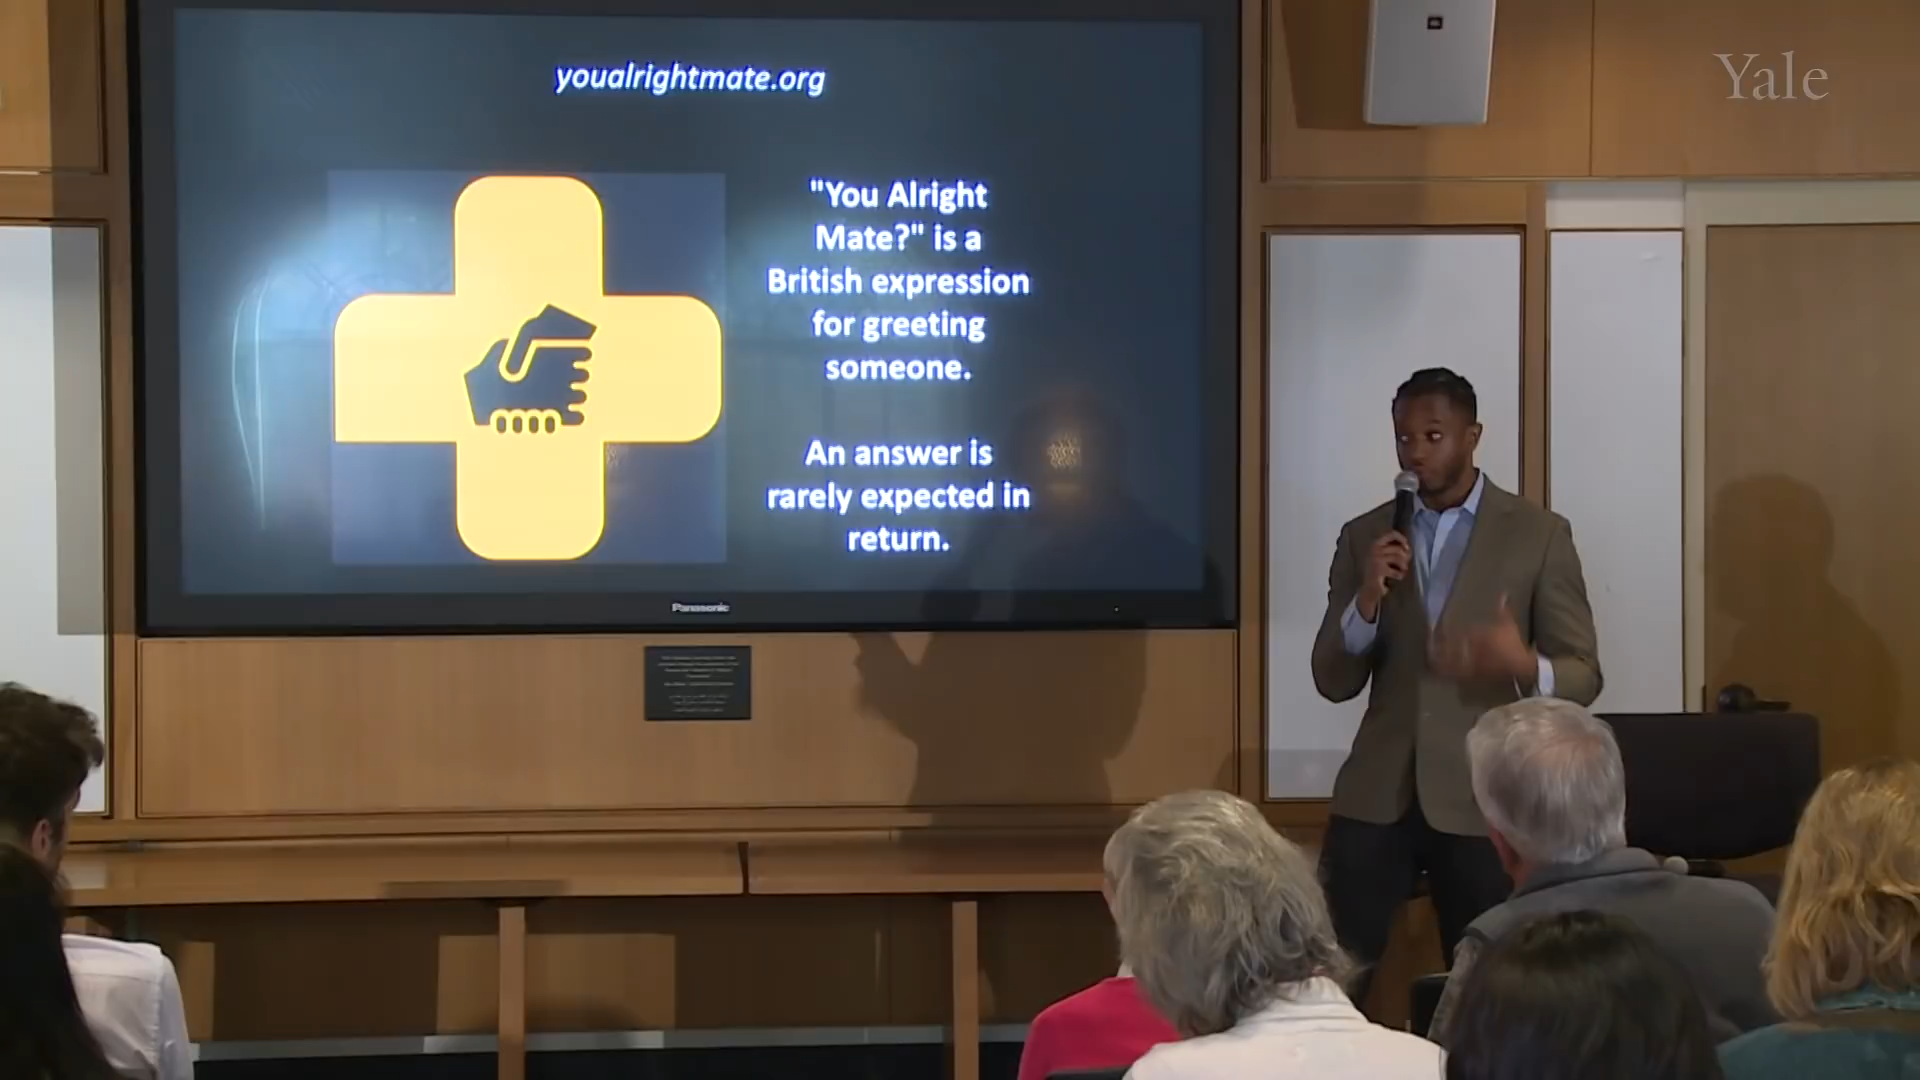 youalrightmate.org
Yale
"You Alright
Mate?" is a
British expression
for greeting
someone.
An answer is
rarely expected in
return.
Panasonic